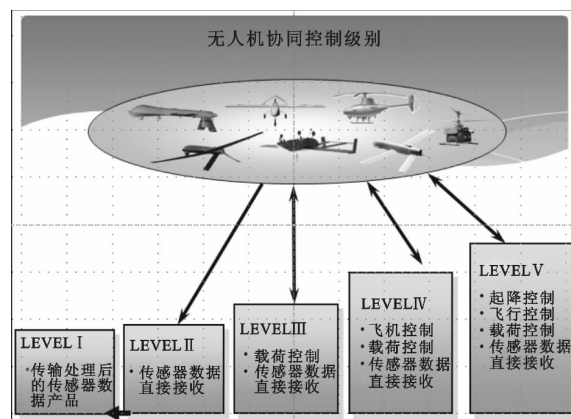 无人机协同控制级别
LEVEL Ⅰ
·传输处理后
的传感器数
据产品
LEVEL Ⅱ
·传感器数据
直接接收
LEVELⅢ
·载荷控制
·传感器数据
直接接收
LEVELⅣ
·飞机控制
·载荷控制
·传感器数据
直接接收
LEVELⅤ
·起降控制
·飞行控制
·载荷控制
·传感器数据
直接接收